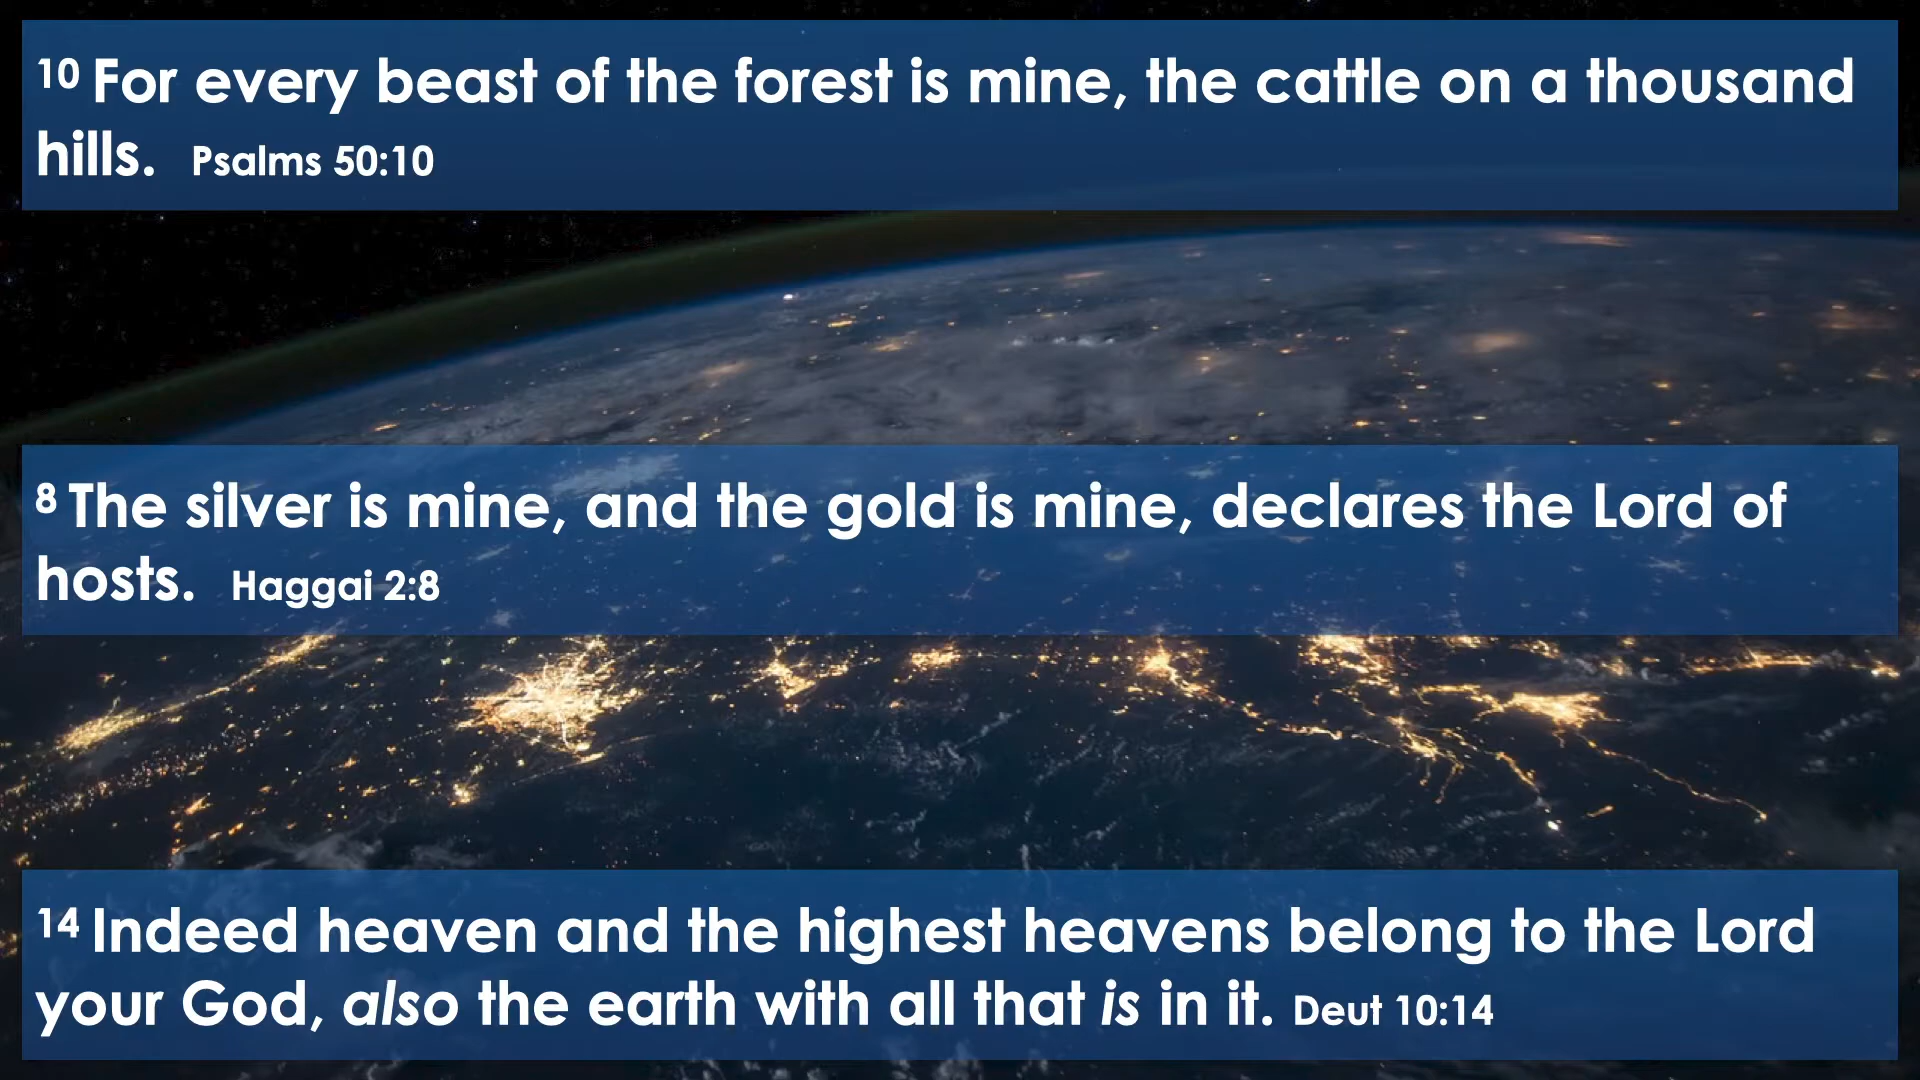 10 For every beast of the forest is mine, the cattle on a thousand
hills. Psalms 50:10
8 The silver is mine, and the gold is mine, declares the Lord of
hosts. Haggai 2:8
14 Indeed heaven and the highest heavens belong to the Lord
your God, also the earth with all that is in it. Deut 10:14